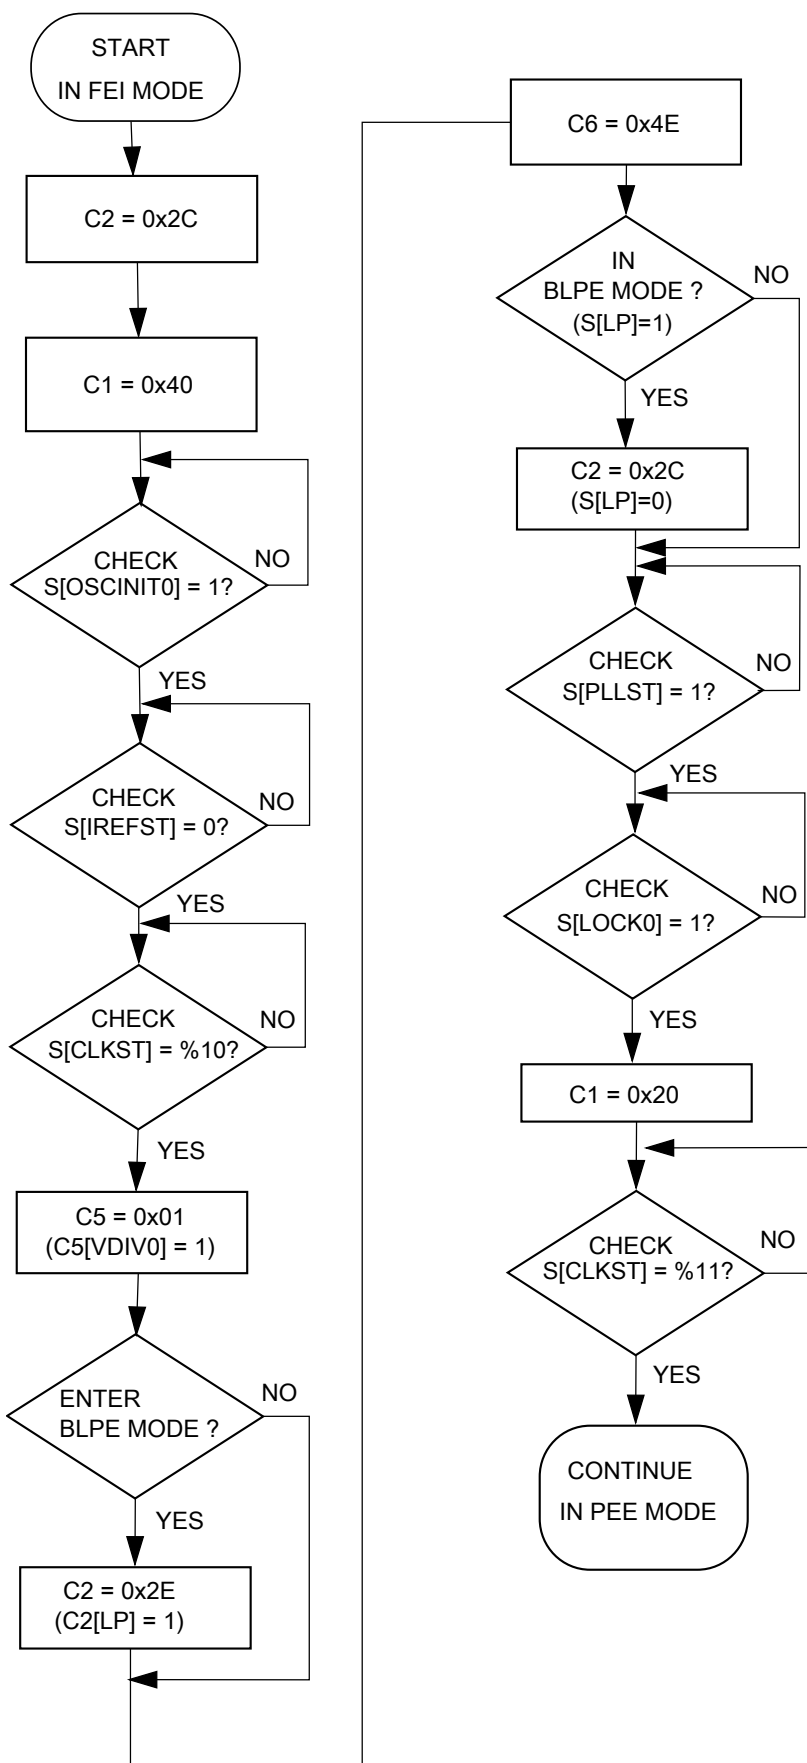 START
IN FEI MODE
C2 = 0x2C
C1 = 0x40
CHECK
S[OSCINIT0] = 1?
NO
YES
CHECK
S[IREFST] = 0?
NO
YES
CHECK
S[CLKST] = %10?
NO
YES
C5 = 0x01
(C5[VDIV0] = 1)
ENTER
BLPE MODE ?
NO
YES
C2 = 0x2E
(C2[LP] = 1)
C6 = 0x4E
IN
BLPE MODE ?
(S[LP]=1)
NO
YES
C2 = 0x2C
(S[LP]=0)
CHECK
S[PLLST] = 1?
NO
YES
CHECK
S[LOCK0] = 1?
NO
YES
C1 = 0x20
CHECK
S[CLKST] = %11?
NO
YES
CONTINUE
IN PEE MODE